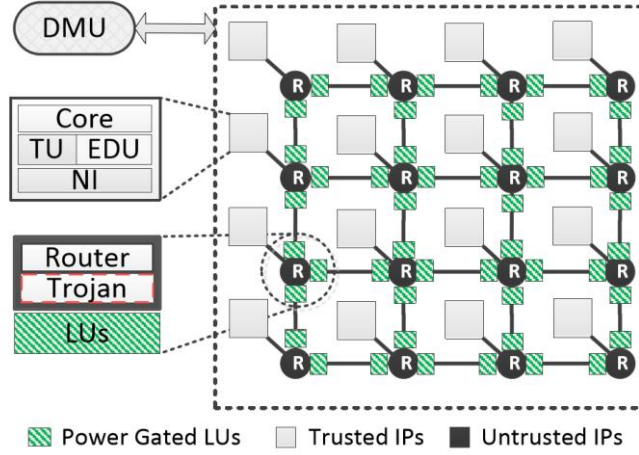 DMU
Core
TU EDU
NI
Router
Trojan
LUs
R R R R
R R R R
R R R R
R R R R
Power Gated LUs Trusted IPs Untrusted IPs